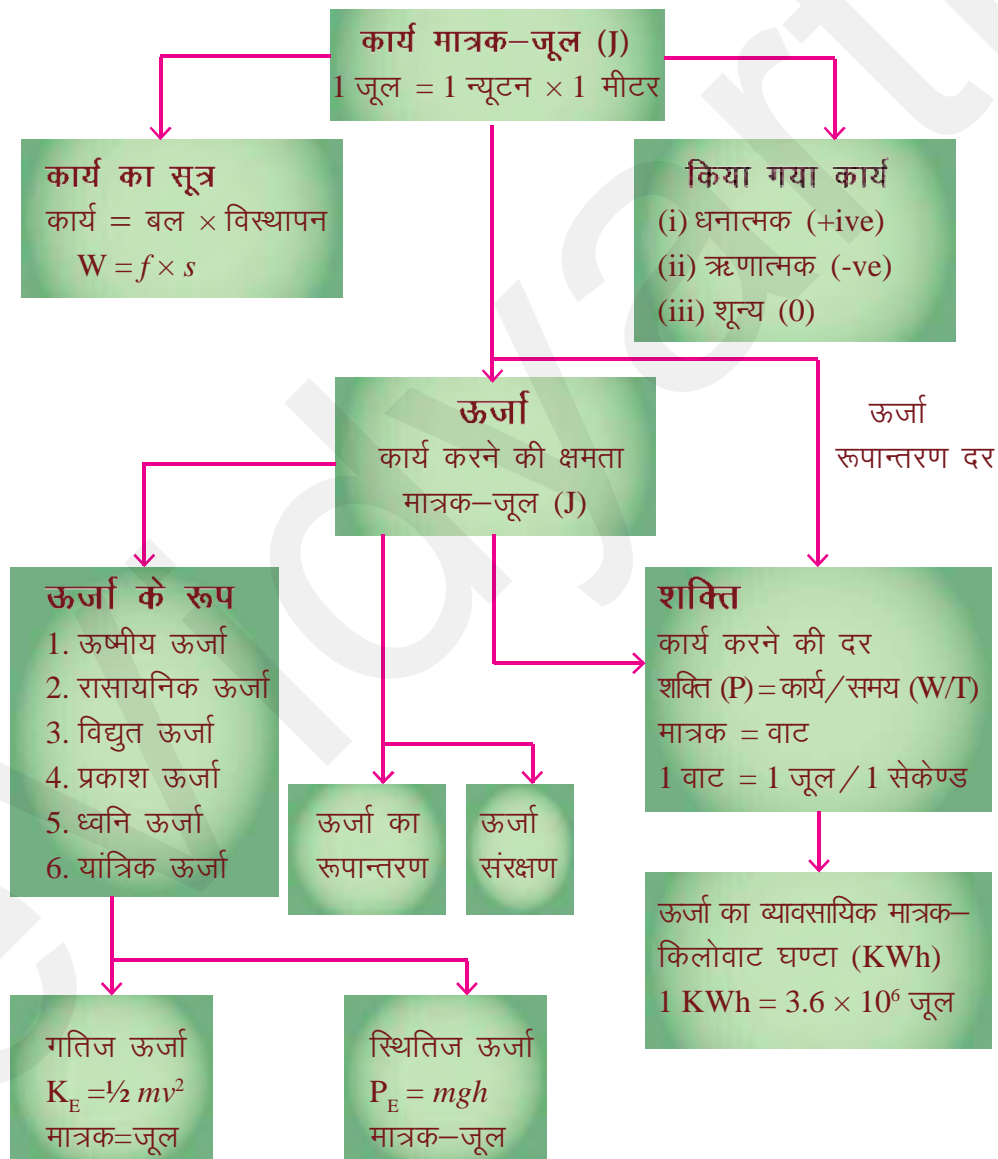 कार्य मात्रक–जूल (J)
1 जूल = 1 न्यूटन × 1 मीटर
कार्य का सूत्र
कार्य = बल × विस्थापन
W = f × s
किया गया कार्य
(i) धनात्मक (+ive)
(ii) ऋणात्मक (-ve)
(iii) शून्य (0)
ऊर्जा
कार्य करने की क्षमता
मात्रक–जूल (J)
ऊर्जा
रूपान्तरण दर
ऊर्जा के रूप
1. ऊष्मीय ऊर्जा
2. रासायनिक ऊर्जा
3. विद्युत ऊर्जा
4. प्रकाश ऊर्जा
5. ध्वनि ऊर्जा
6. यांत्रिक ऊर्जा
ऊर्जा का
रूपान्तरण
ऊर्जा
संरक्षण
शक्ति
कार्य करने की दर
शक्ति (P) = कार्य/समय (W/T)
मात्रक = वाट
1 वाट = 1 जूल / 1 सेकेण्ड
ऊर्जा का व्यावसायिक मात्रक–
किलोवाट घण्टा (KWh)
1 KWh = 3.6 × 10⁶ जूल
गतिज ऊर्जा
K_E =½ mv²
मात्रक=जूल
स्थितिज ऊर्जा
P_E = mgh
मात्रक–जूल